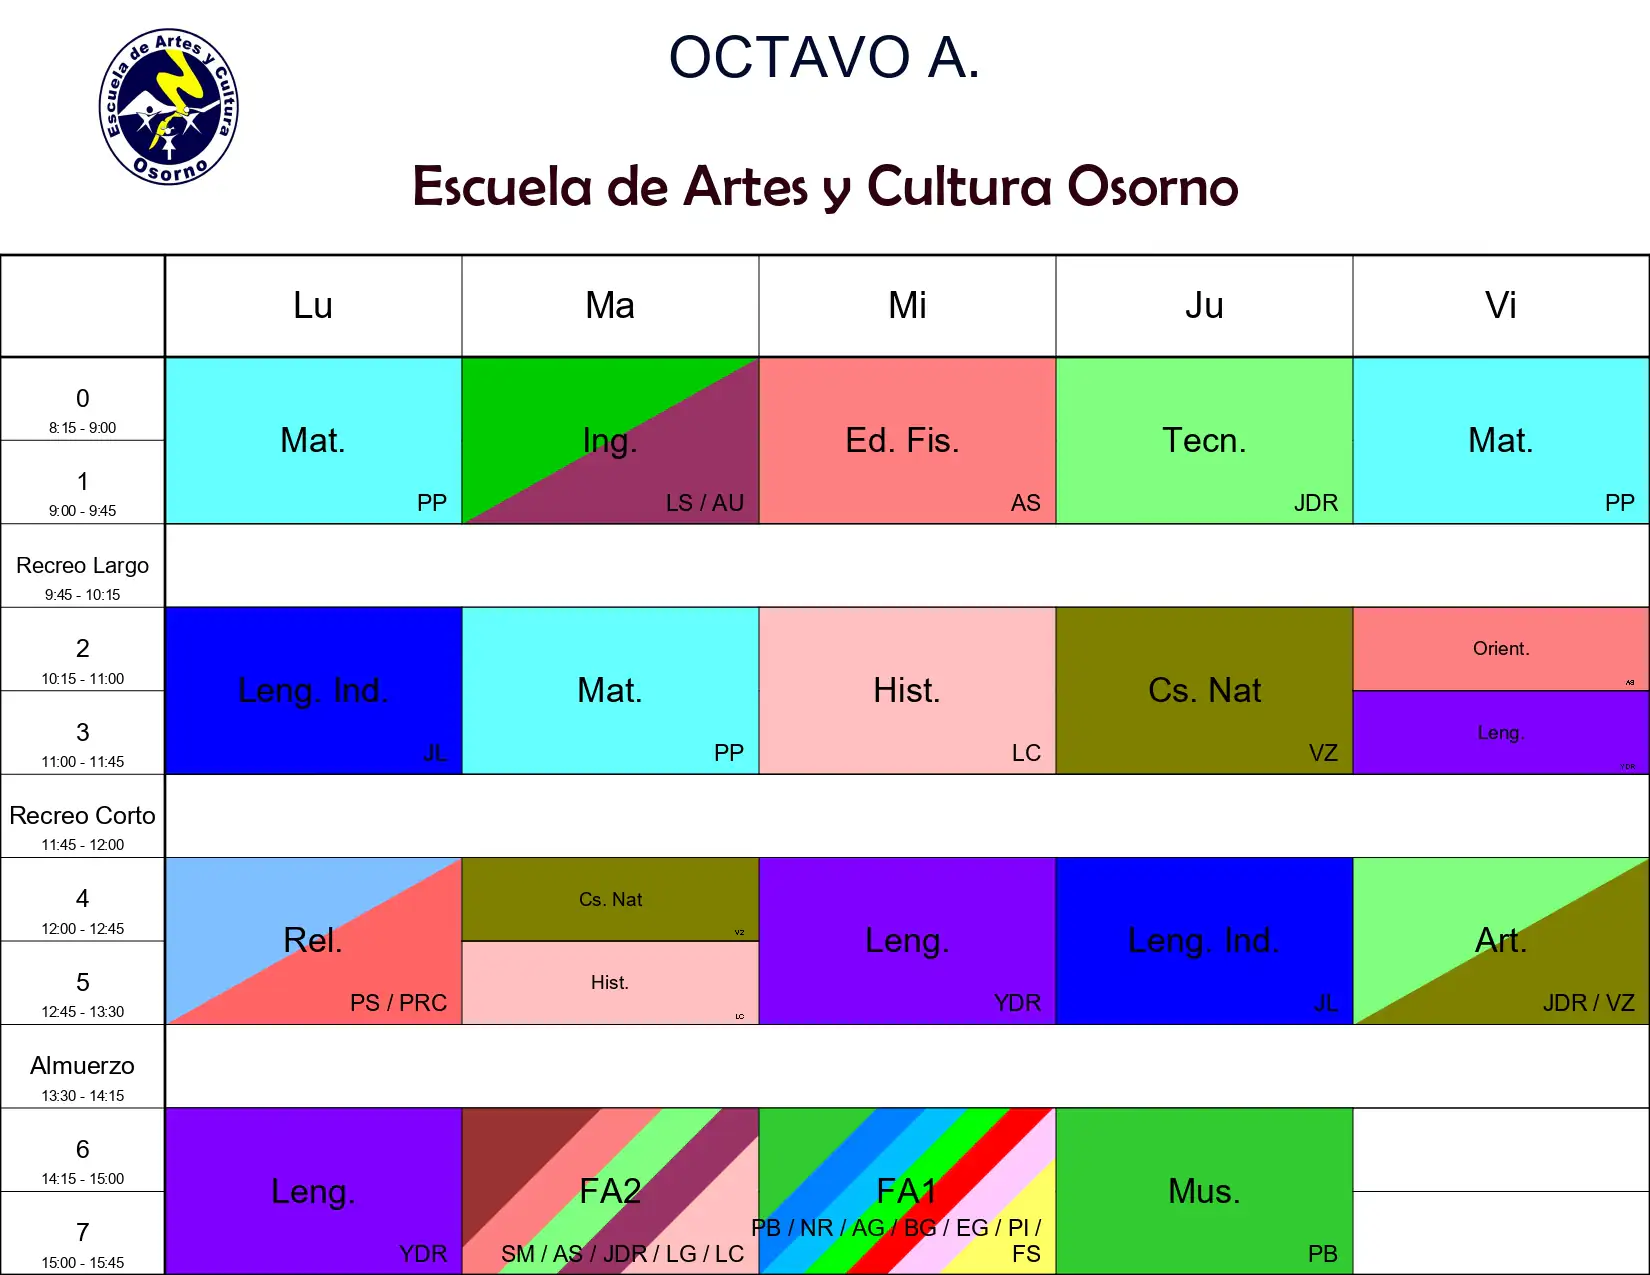 Escuela de Artes y Cultura
Osorno
OCTAVO A.
Escuela de Artes y Cultura Osorno
Lu Ma Mi Ju Vi
0
8:15 - 9:00
1
9:00 - 9:45
Mat. Ing. Ed. Fis. Tecn. Mat.
PP LS / AU AS JDR PP
Recreo Largo
9:45 - 10:15
2
10:15 - 11:00
3
11:00 - 11:45
Leng. Ind. Mat. Hist. Cs. Nat
JL PP LC VZ
Orient.
Leng.
YDR
Recreo Corto
11:45 - 12:00
4
12:00 - 12:45
5
12:45 - 13:30
Rel.
PS / PRC
Cs. Nat
VZ
Hist.
LC
Leng. Leng. Ind. Art.
YDR JL JDR / VZ
Almuerzo
13:30 - 14:15
6
14:15 - 15:00
7
15:00 - 15:45
Leng. FA2 FA1 Mus.
YDR SM / AS / JDR / LG / LC
PB / NR / AG / BG / EG / PI /
FS
PB